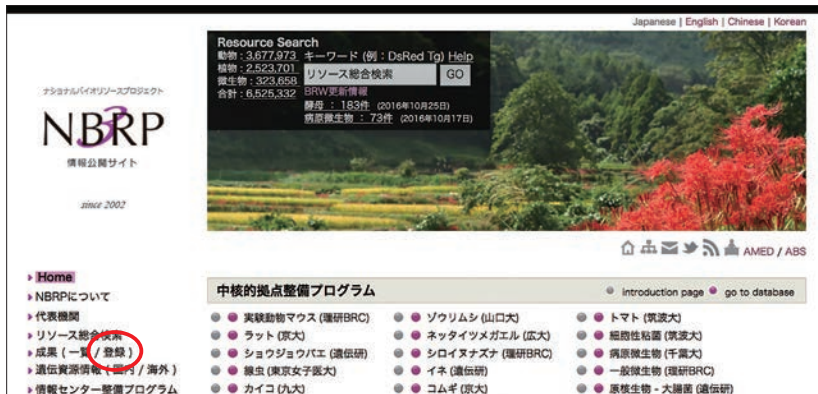 Japanese | English | Chinese | Korean
Resource Search
動物 : 3,677,973 キーワード (例 : DsRed Tg) Help
植物 : 2,523,701
微生物 : 323,658
合計 : 6,525,332
リソース総合検索 GO
BRW更新情報
酵母 : 183件 (2016年10月25日)
病原微生物 : 73件 (2016年10月17日)
ナショナルバイオリソースプロジェクト
NBRP
3
情報公開サイト
since 2002
AMED / ABS
Home
NBRPについて
代表機関
リソース総合検索
成果 ( 一覧 / 登録 )
遺伝資源情報 ( 国内 / 海外 )
情報センター整備プログラム
中核的拠点整備プログラム introduction page go to database
実験動物マウス (理研BRC) ゾウリムシ (山口大) トマト (筑波大)
ラット (京大) ネッタイツメガエル (広大) 細胞性粘菌 (筑波大)
ショウジョウバエ (遺伝研) シロイヌナズナ (理研BRC) 病原微生物 (千葉大)
線虫 (東京女子医大) イネ (遺伝研) 一般微生物 (理研BRC)
カイコ (九大) コムギ (京大) 原核生物 - 大腸菌 (遺伝研)